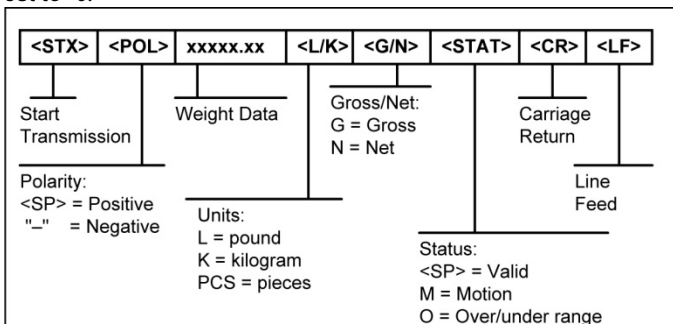 <STX> <POL> xxxxx.xx <L/K> <G/N> <STAT> <CR> <LF>
Start
Transmission
Weight Data
Gross/Net:
G = Gross
N = Net
Carriage
Return
Polarity:
<SP> = Positive
"–" = Negative
Units:
L = pound
K = kilogram
PCS = pieces
Line
Feed
Status:
<SP> = Valid
M = Motion
O = Over/under range